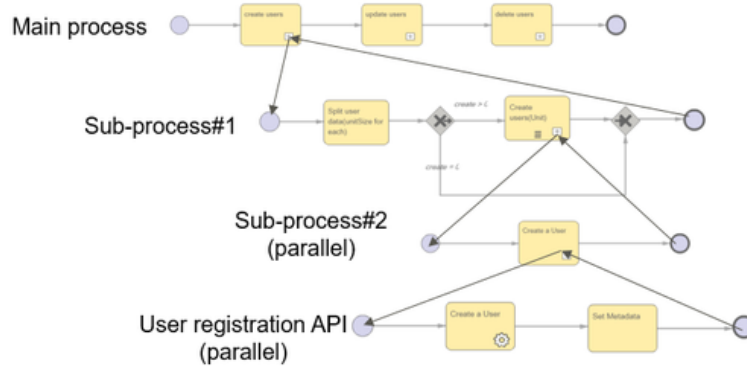 Main process
create users
update users
delete users
Sub-process#1
Split user
data(unitSize for
each)
create > (.
Create
users(Unit)
create = (.
Sub-process#2
(parallel)
Create a User
User registration API
(parallel)
Create a User
Set Metadata